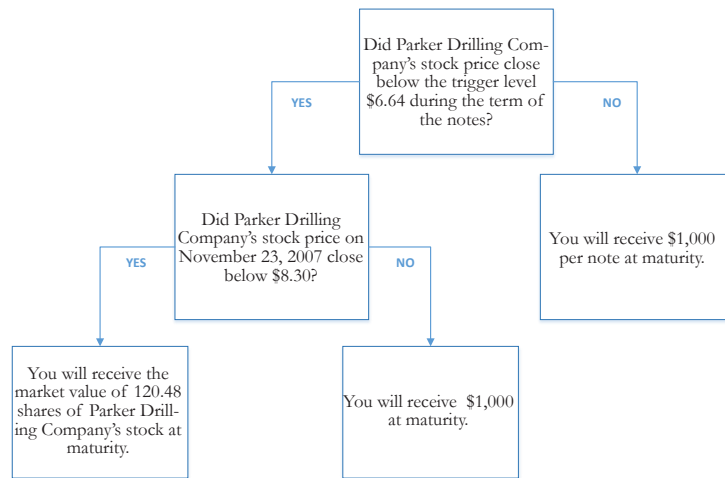 Did Parker Drilling Com-
pany's stock price close
below the trigger level
$6.64 during the term of
the notes?
YES
NO
Did Parker Drilling
Company's stock price on
November 23, 2007 close
below $8.30?
You will receive $1,000
per note at maturity.
YES
NO
You will receive the
market value of 120.48
shares of Parker Drill-
ing Company's stock at
maturity.
You will receive $1,000
at maturity.